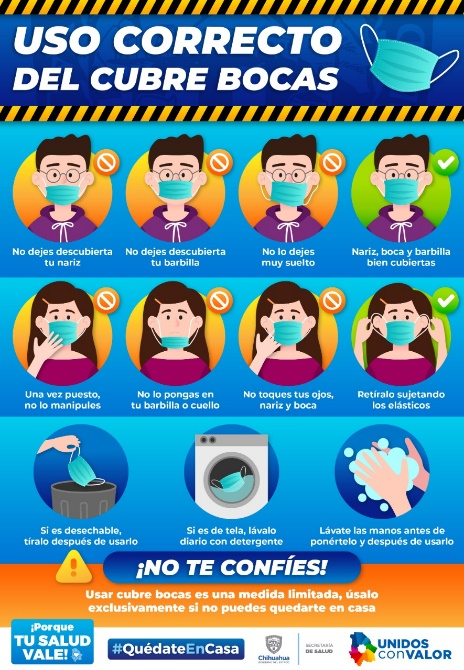 USO CORRECTO
DEL CUBRE BOCAS
No dejes descubierta
tu nariz
No dejes descubierta
tu barbilla
No lo dejes
muy suelto
Nariz, boca y barbilla
bien cubiertas
Una vez puesto,
no lo manipules
No lo pongas en
tu barbilla o cuello
No toques tus ojos,
nariz y boca
Retíralo sujetando
los elásticos
Si es desechable,
tíralo después de usarlo
Si es de tela, lávalo
diario con detergente
Lávate las manos antes de
ponértelo y después de usarlo
¡NO TE CONFÍES!
Usar cubre bocas es una medida limitada, úsalo
exclusivamente si no puedes quedarte en casa
¡Porque
TU SALUD
VALE!
#QuédateEnCasa
Chihuahua
SECRETARÍA
DE SALUD
UNIDOS
conVALOR